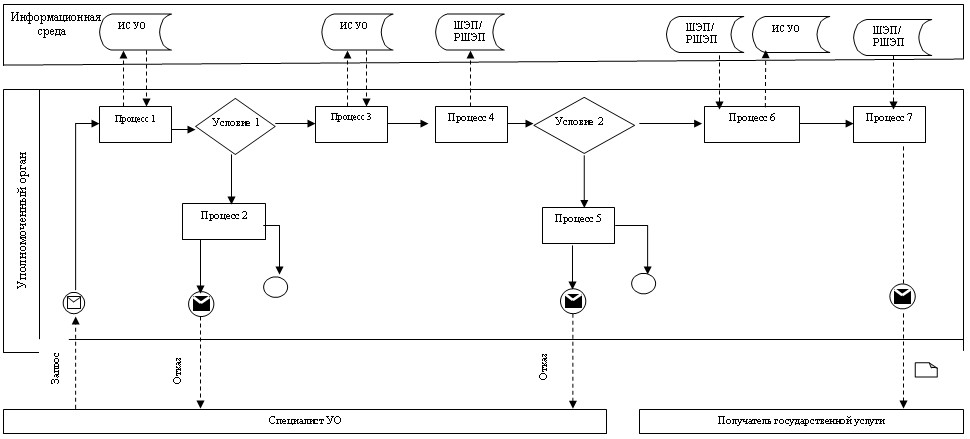 Информационная
среда
ИС УО
ИС УО
ШЭП/
РШЭП
ШЭП/
РШЭП
ИС УО
ШЭП/
РШЭП
Уполномоченный орган
Процесс 1
Условие 1
Процесс 3
Процесс 4
Условие 2
Процесс 6
Процесс 7
Процесс 2
Процесс 5
Запрос
Отказ
Отказ
Специалист УО
Получатель государственной услуги